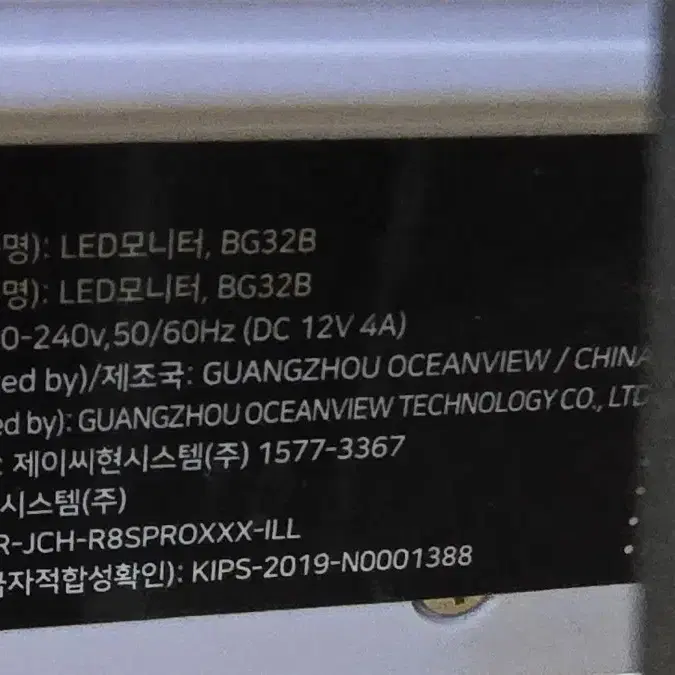 명): LED모니터, BG32B
명): LED모니터, BG32B
0-240v,50/60Hz (DC 12V 4A)
ed by)/제조국: GUANGZHOU OCEANVIEW / CHINA
ed by): GUANGZHOU OCEANVIEW TECHNOLOGY CO., LTD
: 제이씨현시스템(주) 1577-3367
시스템(주)
R-JCH-R8SPROXXX-ILL
급자적합성확인): KIPS-2019-N0001388